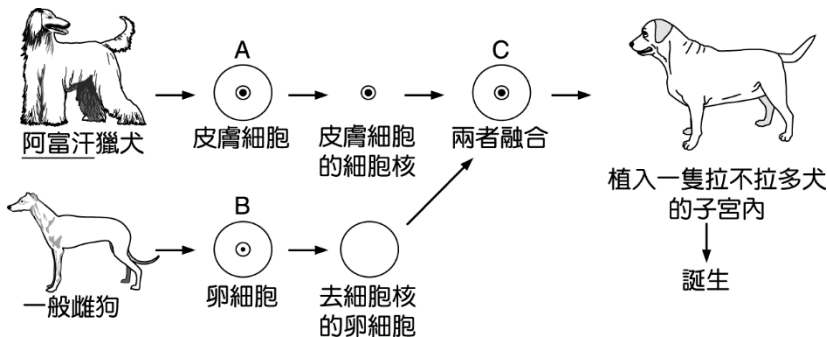 A
C
阿富汗獵犬
皮膚細胞
皮膚細胞
的細胞核
兩者融合
植入一隻拉不拉多犬
的子宮內
B
一般雌狗
卵細胞
去細胞核
的卵細胞
誕生